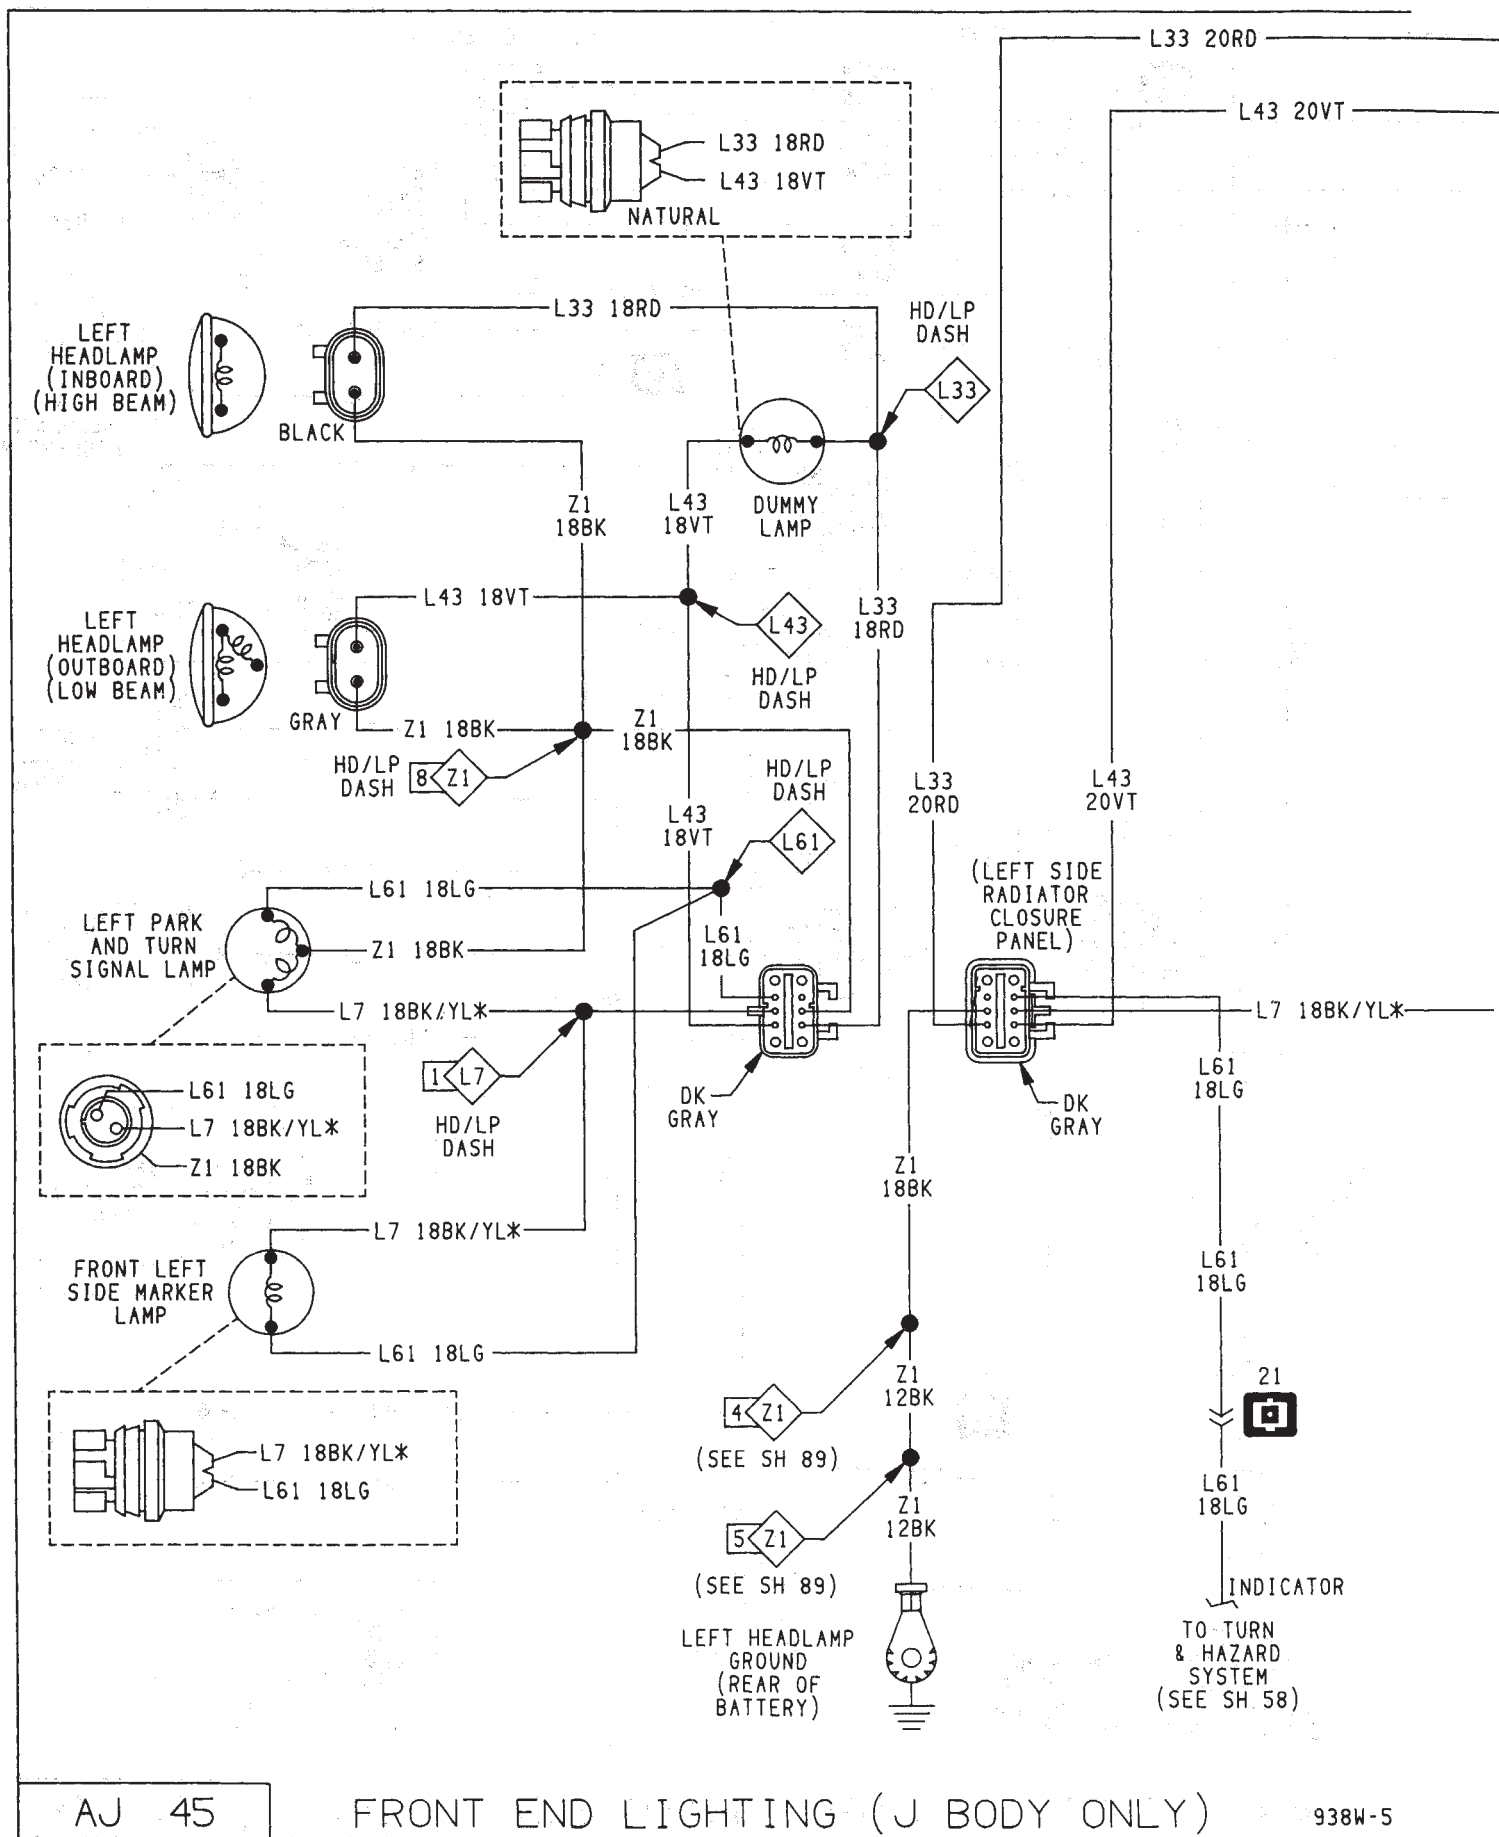 L33 20RD
L43 20VT
L33 18RD
L43 18VT
NATURAL
L33 18RD
HD/LP
DASH
L33
LEFT
HEADLAMP
(INBOARD)
(HIGH BEAM)
BLACK
Z1
18BK
L43
18VT
DUMMY
LAMP
L43 18VT
L43
HD/LP
DASH
L33
18RD
LEFT
HEADLAMP
(OUTBOARD)
(LOW BEAM)
GRAY
Z1 18BK
Z1
18BK
HD/LP
DASH
8
Z1
HD/LP
DASH
L61
L43
18VT
L33
20RD
L43
20VT
L61 18LG
LEFT PARK
AND TURN
SIGNAL LAMP
Z1 18BK
L61
18LG
(LEFT SIDE
RADIATOR
CLOSURE
PANEL)
L7 18BK/YL*
L7 18BK/YL*
1
L7
HD/LP
DASH
DK
GRAY
DK
GRAY
L61
18LG
L61 18LG
L7 18BK/YL*
Z1 18BK
Z1
18BK
L7 18BK/YL*
FRONT LEFT
SIDE MARKER
LAMP
L61 18LG
L61
18LG
Z1
12BK
4
Z1
(SEE SH 89)
21
L7 18BK/YL*
L61 18LG
L61
18LG
Z1
12BK
5
Z1
(SEE SH 89)
INDICATOR
LEFT HEADLAMP
GROUND
(REAR OF
BATTERY)
TO TURN
& HAZARD
SYSTEM
(SEE SH 58)
AJ 45
FRONT END LIGHTING (J BODY ONLY)
938W-5